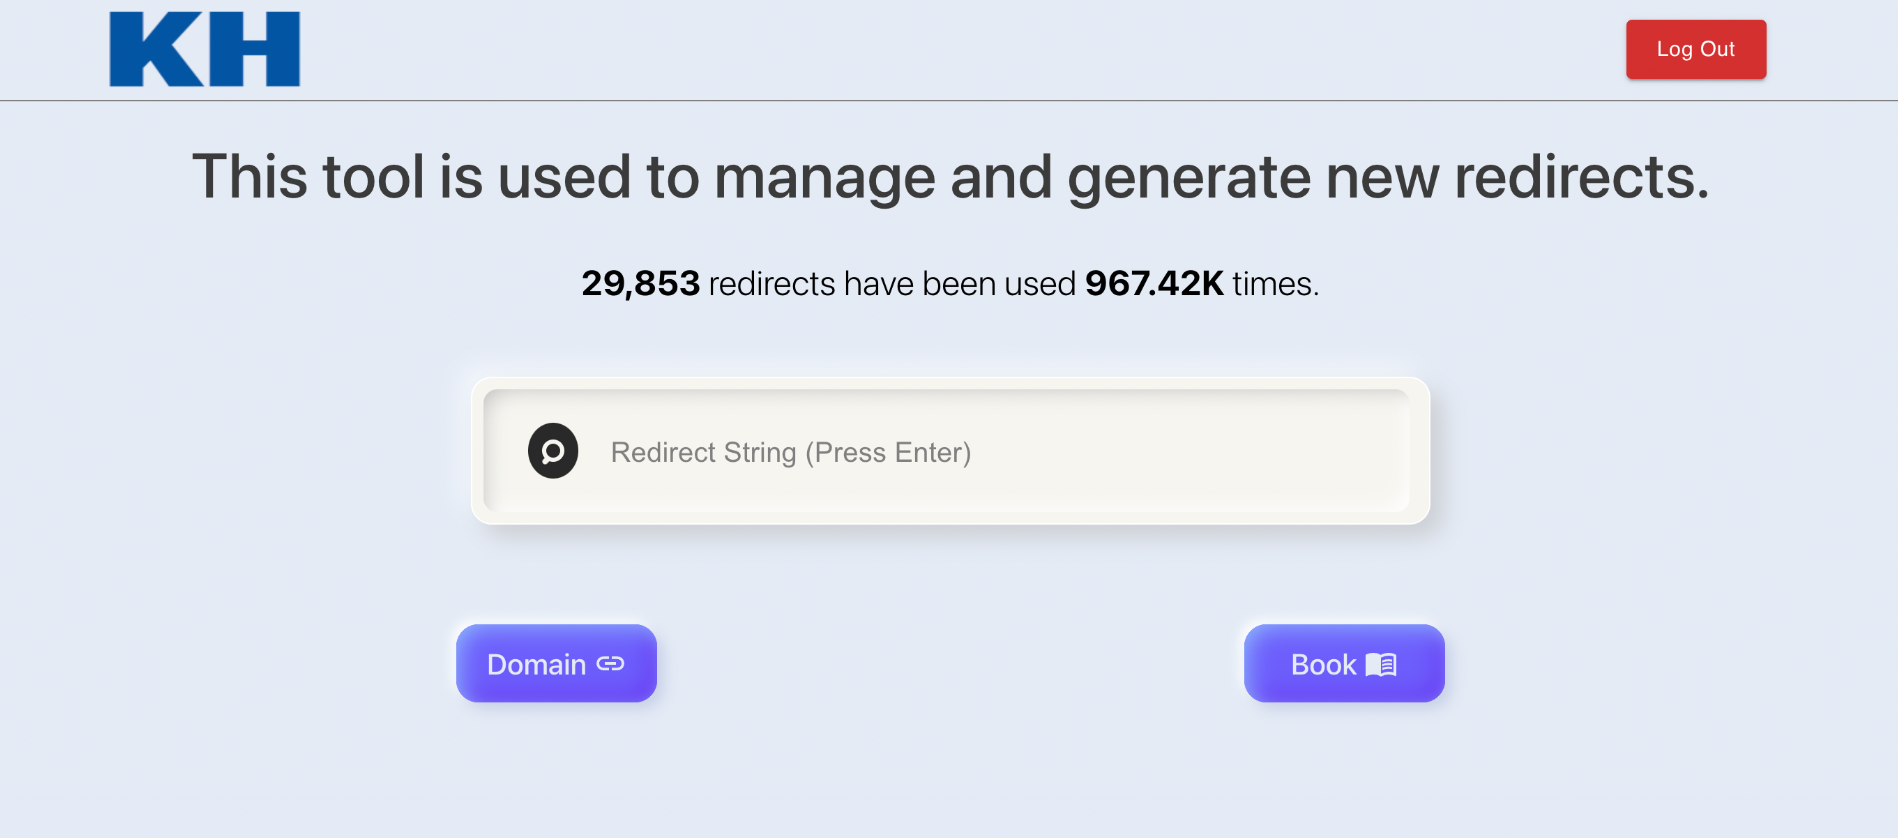 KH
Log Out
This tool is used to manage and generate new redirects.
29,853 redirects have been used 967.42K times.
Redirect String (Press Enter)
Domain
Book